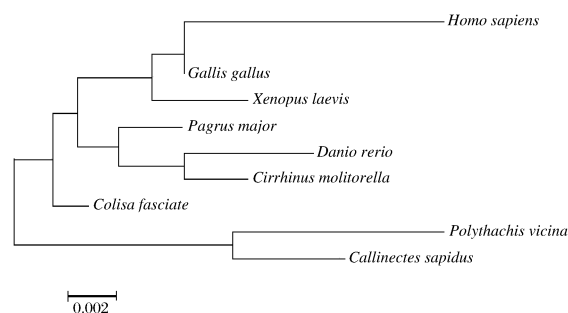 Homo sapiens
Gallis gallus
Xenopus laevis
Pagrus major
Danio rerio
Cirrhinus molitorella
Colisa fasciate
Polythachis vicina
Callinectes sapidus
0.002